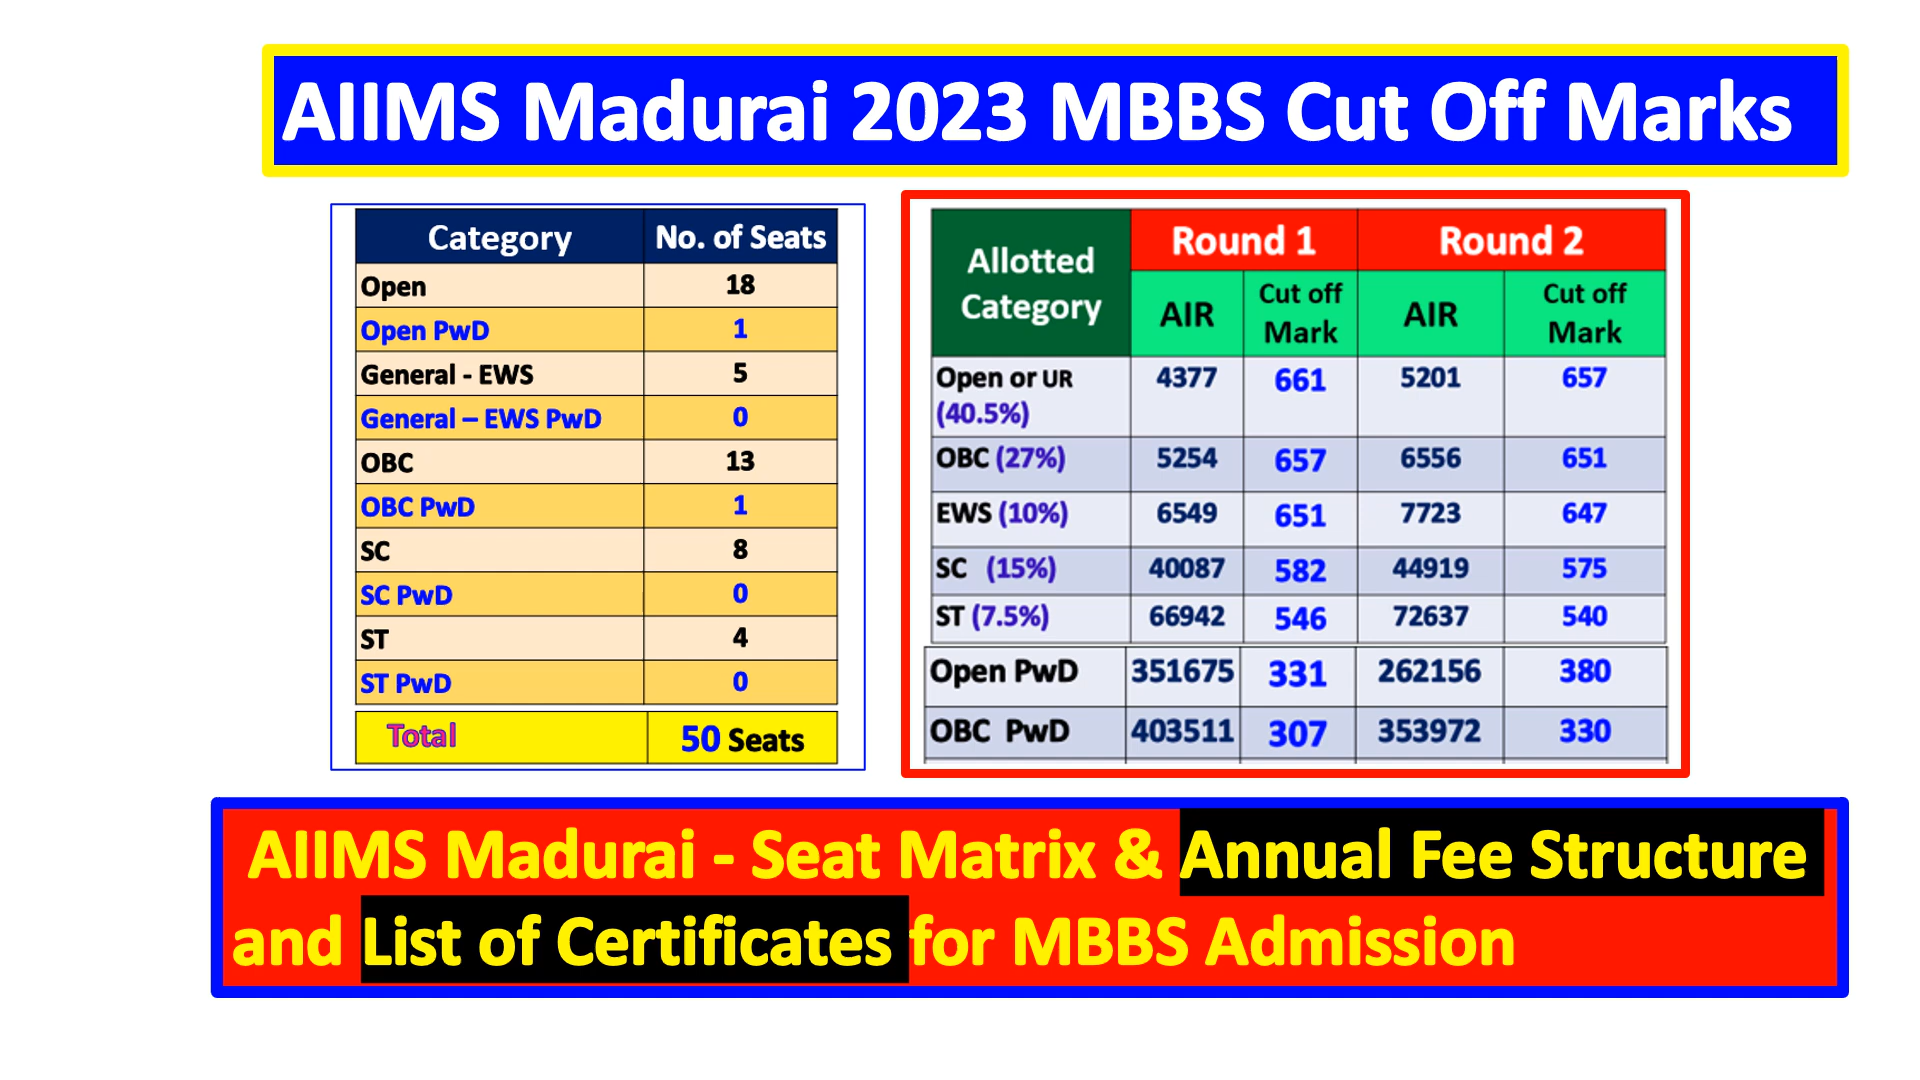 AIIMS Madurai 2023 MBBS Cut Off Marks
Category No. of Seats
Open 18
Open PwD 1
General - EWS 5
General – EWS PwD 0
OBC 13
OBC PwD 1
SC 8
SC PwD 0
ST 4
ST PwD 0
Total 50 Seats
Allotted Category Round 1 Round 2
AIR Cut off Mark AIR Cut off Mark
Open or UR (40.5%) 4377 661 5201 657
OBC (27%) 5254 657 6556 651
EWS (10%) 6549 651 7723 647
SC (15%) 40087 582 44919 575
ST (7.5%) 66942 546 72637 540
Open PwD 351675 331 262156 380
OBC PwD 403511 307 353972 330
AIIMS Madurai - Seat Matrix & Annual Fee Structure
and List of Certificates for MBBS Admission